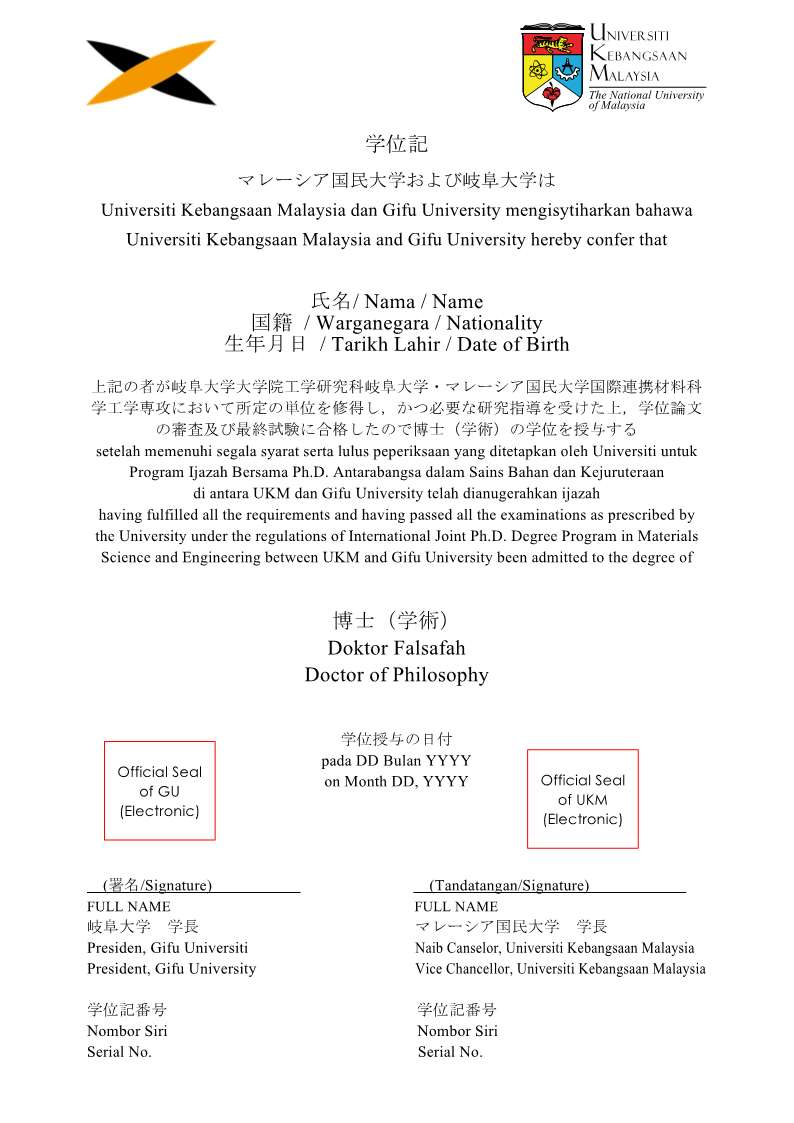 UNIVERSITI
KEBANGSAAN
MALAYSIA
The National University
of Malaysia
学位記
マレーシア国民大学および岐阜大学は
Universiti Kebangsaan Malaysia dan Gifu University mengisytiharkan bahawa
Universiti Kebangsaan Malaysia and Gifu University hereby confer that
氏名/ Nama / Name
国籍 / Warganegara / Nationality
生年月日 / Tarikh Lahir / Date of Birth
上記の者が岐阜大学大学院工学研究科岐阜大学・マレーシア国民大学国際連携材料科
学工学専攻において所定の単位を修得し，かつ必要な研究指導を受けた上，学位論文
の審査及び最終試験に合格したので博士（学術）の学位を授与する
setelah memenuhi segala syarat serta lulus peperiksaan yang ditetapkan oleh Universiti untuk
Program Ijazah Bersama Ph.D. Antarabangsa dalam Sains Bahan dan Kejuruteraan
di antara UKM dan Gifu University telah dianugerahkan ijazah
having fulfilled all the requirements and having passed all the examinations as prescribed by
the University under the regulations of International Joint Ph.D. Degree Program in Materials
Science and Engineering between UKM and Gifu University been admitted to the degree of
博士（学術）
Doktor Falsafah
Doctor of Philosophy
学位授与の日付
pada DD Bulan YYYY
on Month DD, YYYY
Official Seal
of GU
(Electronic)
Official Seal
of UKM
(Electronic)
(署名/Signature)
FULL NAME
岐阜大学　学長
Presiden, Gifu Universiti
President, Gifu University
学位記番号
Nombor Siri
Serial No.
(Tandatangan/Signature)
FULL NAME
マレーシア国民大学　学長
Naib Canselor, Universiti Kebangsaan Malaysia
Vice Chancellor, Universiti Kebangsaan Malaysia
学位記番号
Nombor Siri
Serial No.